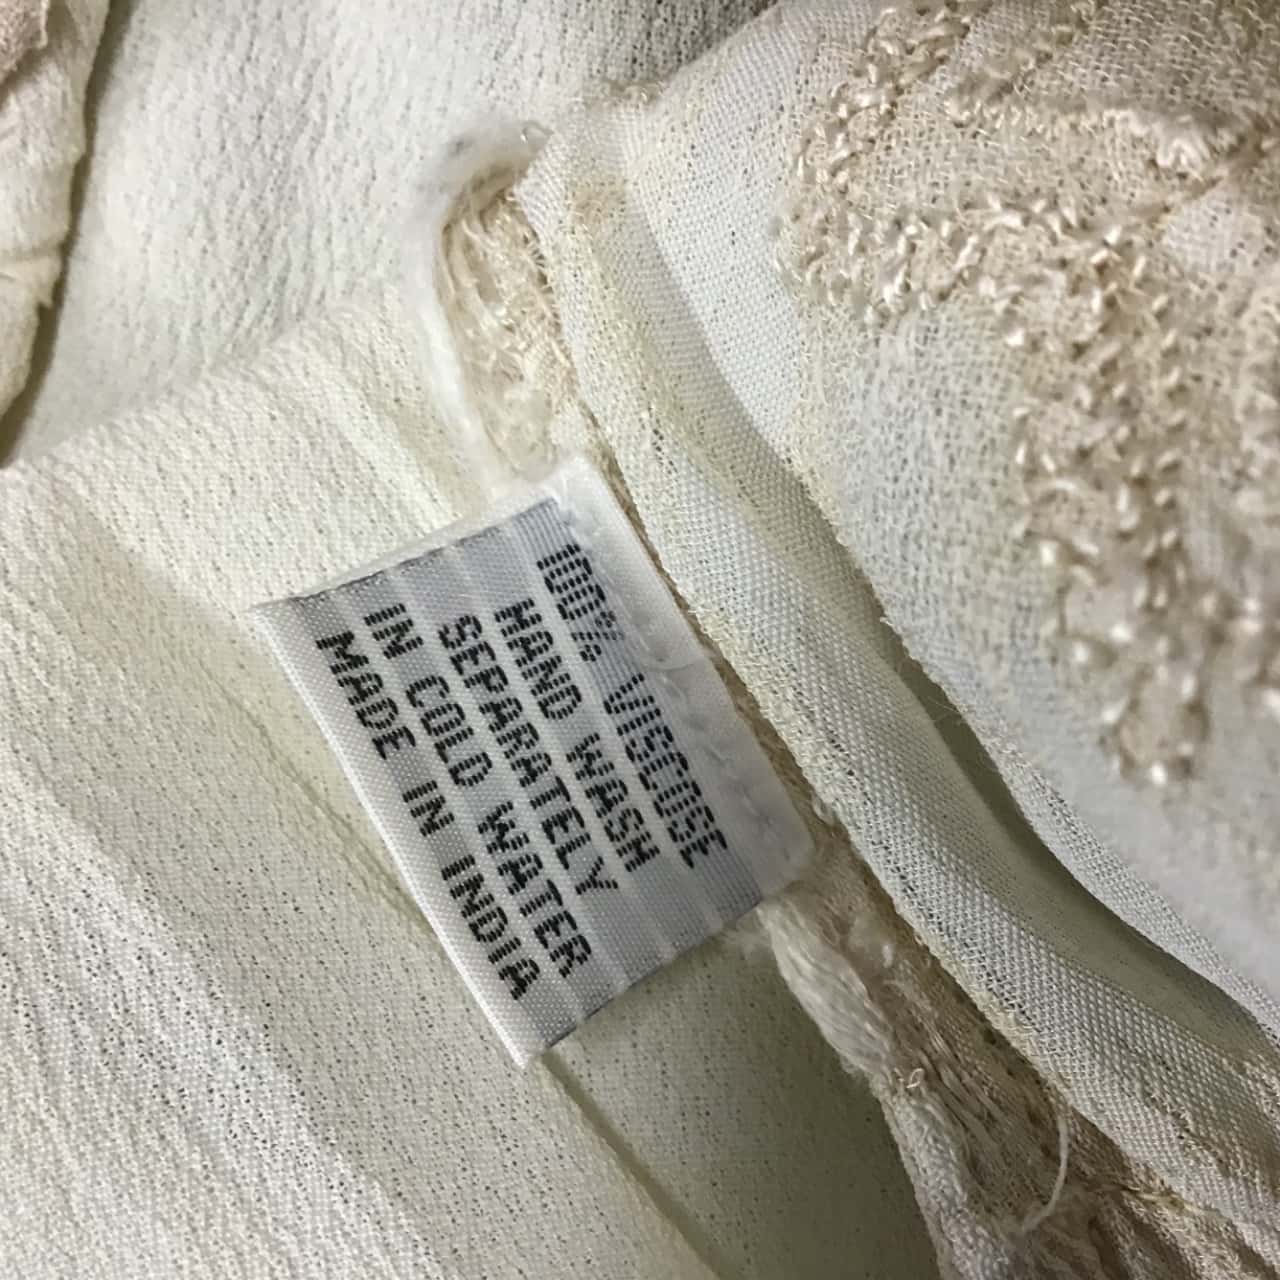 100% VISCOSE
HAND WASH
SEPARATELY
IN COLD WATER
MADE IN INDIA